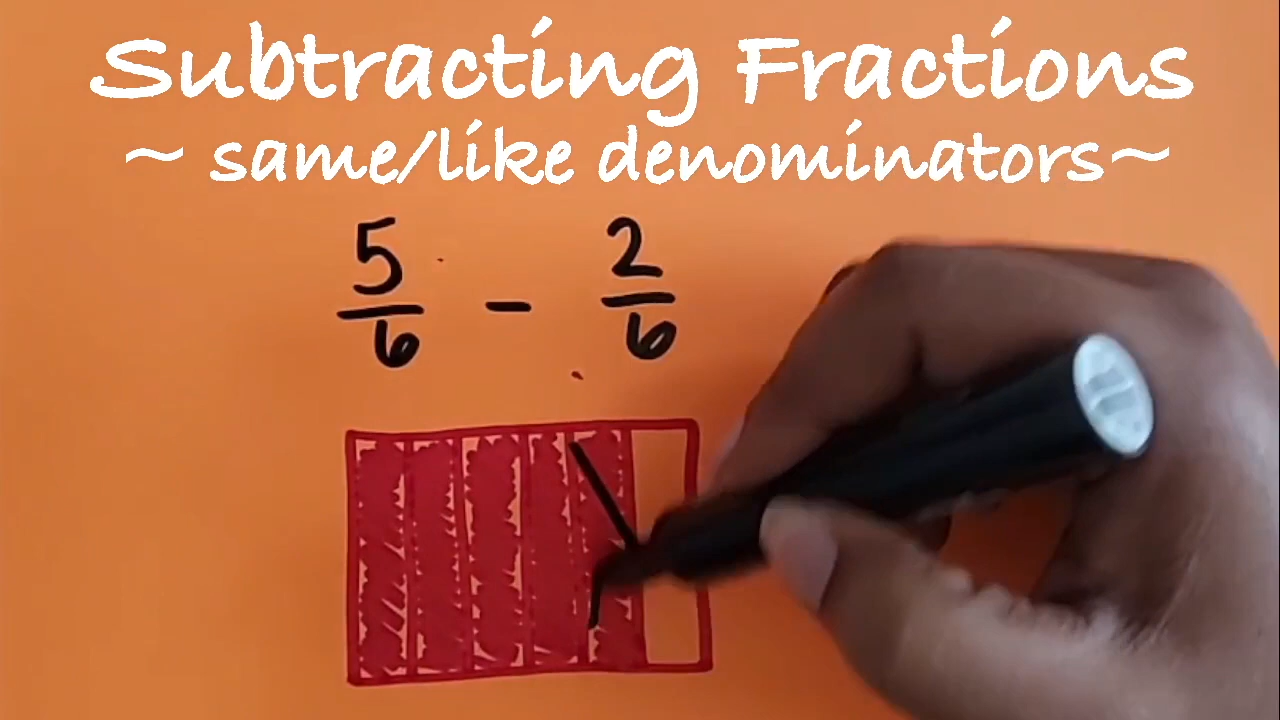 Subtracting Fractions
~ same/like denominators~
5/6 - 2/6